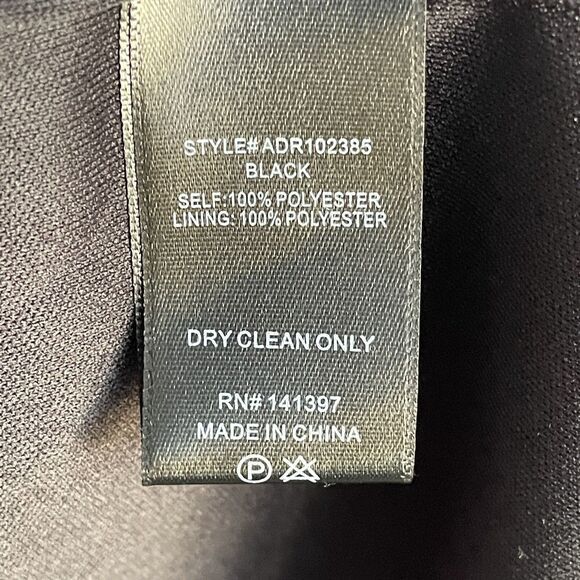 STYLE# ADR102385
BLACK
SELF:100% POLYESTER
LINING: 100% POLYESTER
DRY CLEAN ONLY
RN# 141397
MADE IN CHINA
P